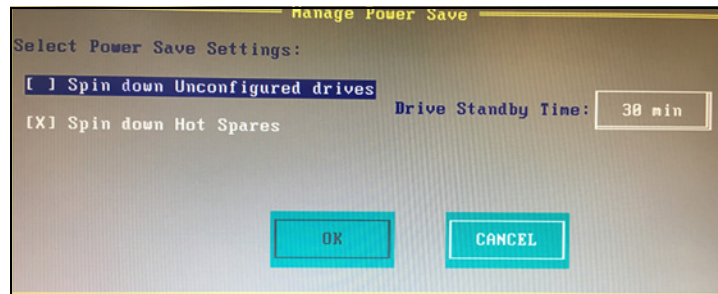 Manage Power Save
Select Power Save Settings:
[ ] Spin down Unconfigured drives
Drive Standby Time: 30 min
[X] Spin down Hot Spares
OK CANCEL